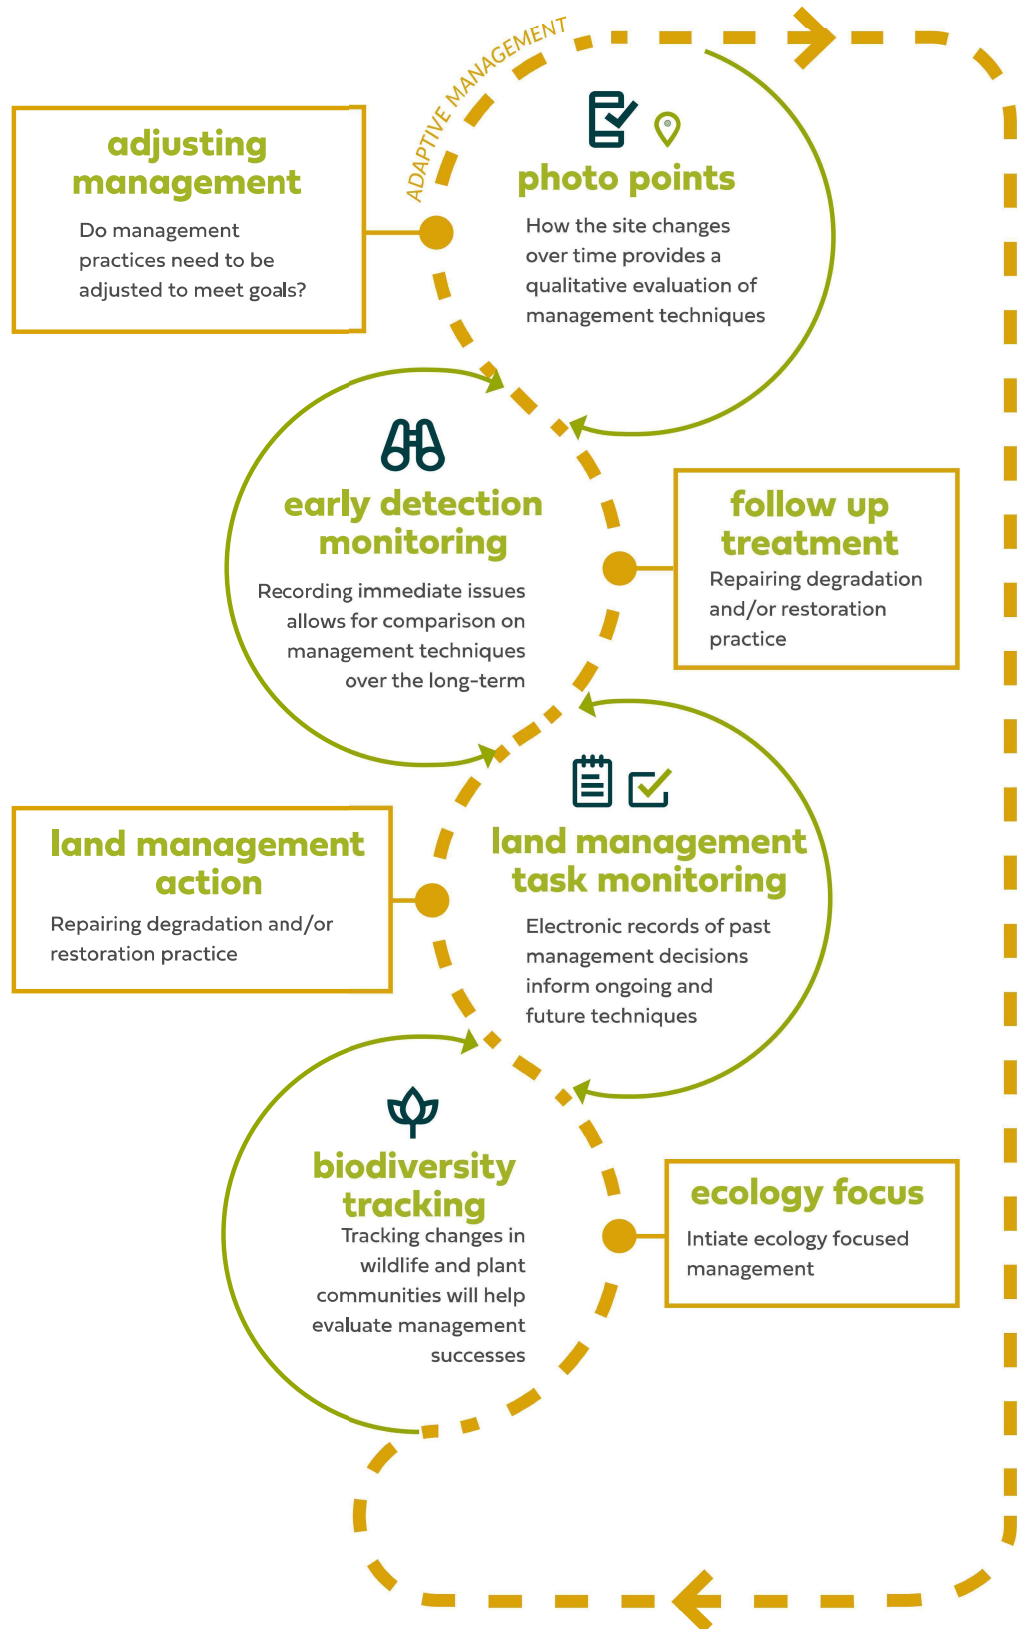 ADAPTIVE MANAGEMENT
adjusting
management
Do management
practices need to be
adjusted to meet goals?
photo points
How the site changes
over time provides a
qualitative evaluation of
management techniques
early detection
monitoring
Recording immediate issues
allows for comparison on
management techniques
over the long-term
follow up
treatment
Repairing degradation
and/or restoration
practice
land management
action
Repairing degradation and/or
restoration practice
land management
task monitoring
Electronic records of past
management decisions
inform ongoing and
future techniques
biodiversity
tracking
Tracking changes in
wildlife and plant
communities will help
evaluate management
successes
ecology focus
Intiate ecology focused
management